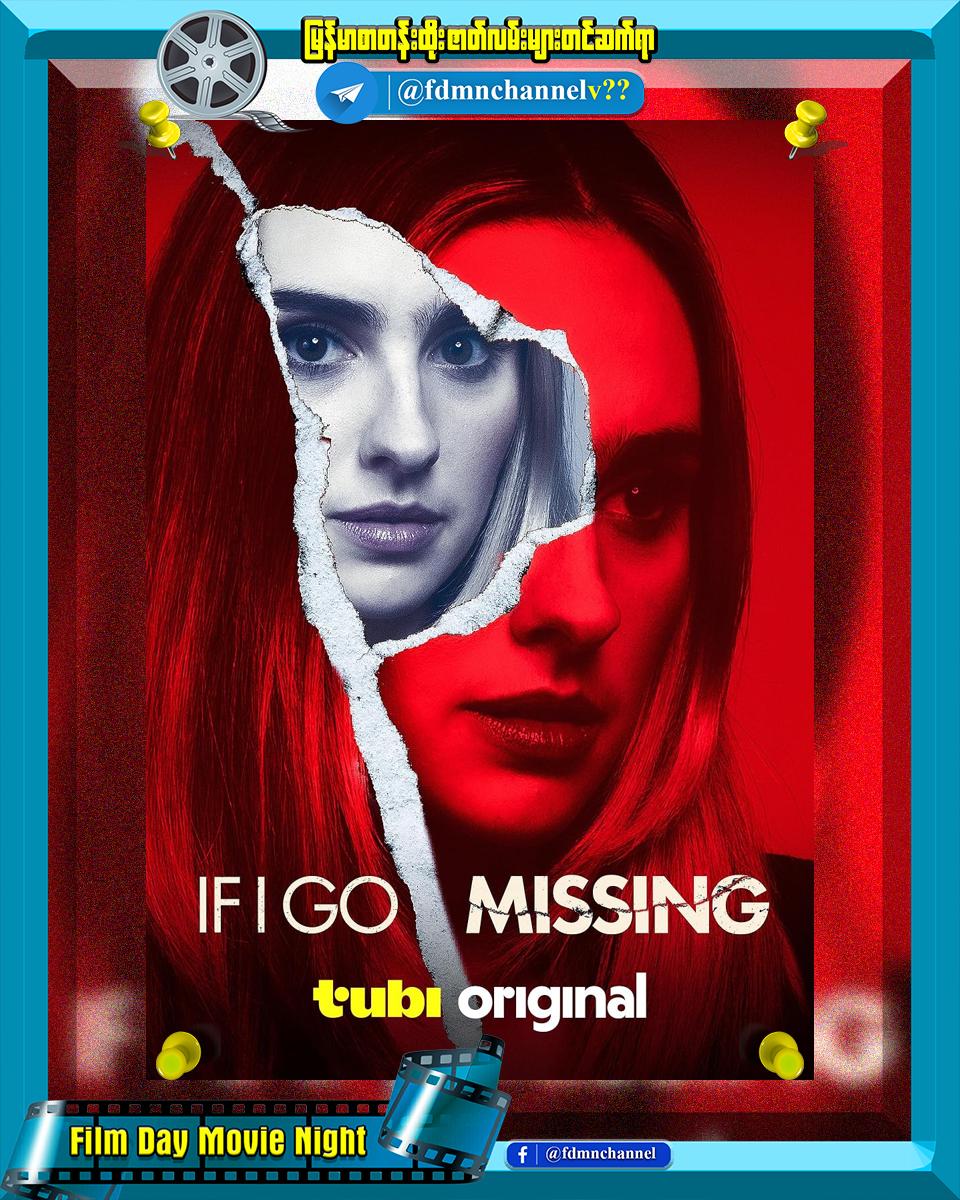 မြန်မာစာတန်းထိုးဇာတ်လမ်းများတင်ဆက်ရာ
@fdmnchannelv??
IF I GO MISSING
tubi original
Film Day Movie Night
@fdmnchannel